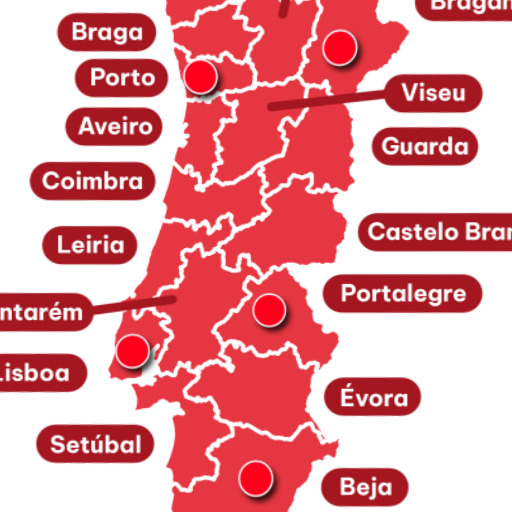 Bragan
Braga
Porto
Viseu
Aveiro
Guarda
Coimbra
Castelo Bran
Leiria
Portalegre
ntarém
Lisboa
Évora
Setúbal
Beja